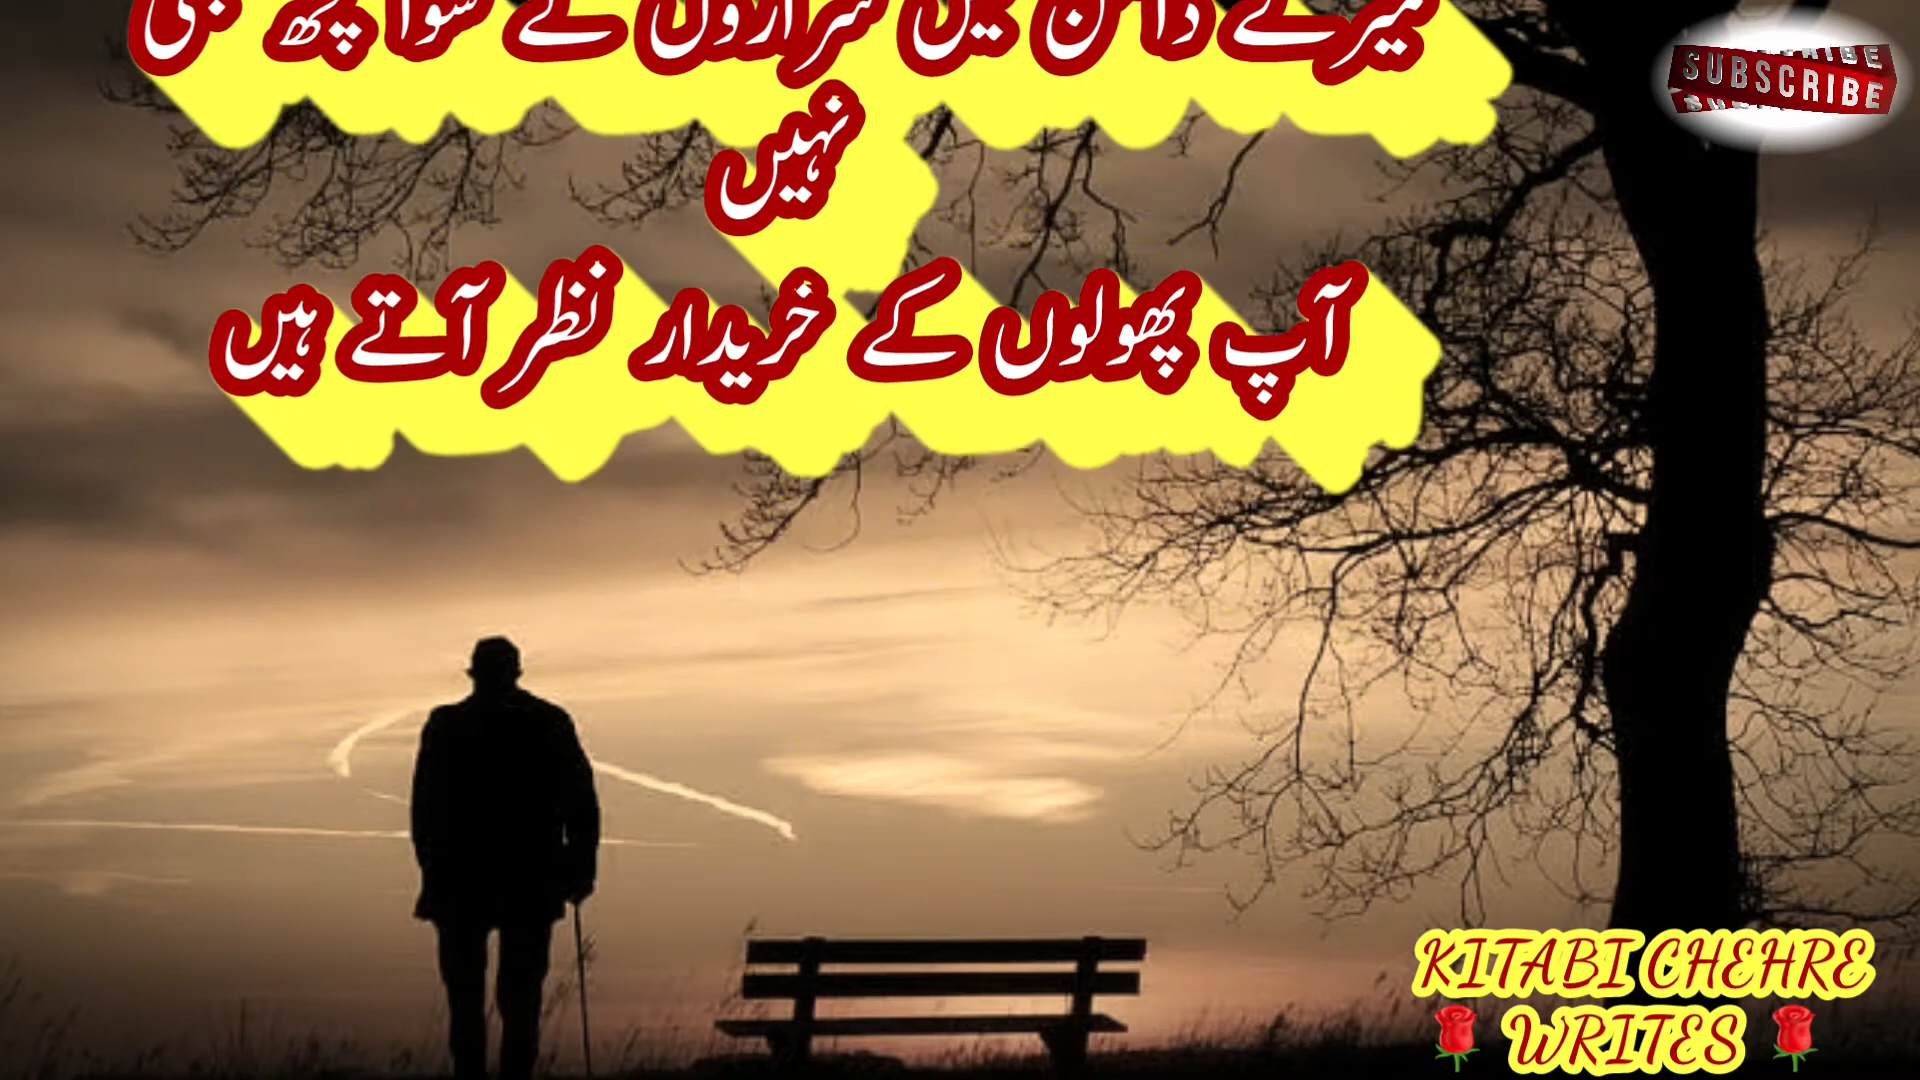 میرے دامن میں شراروں کے سوا کچھ بھی
نہیں
آپ پھولوں کے خریدار نظر آتے ہیں
SUBSCRIBE
KITABI CHEHRE
WRITES